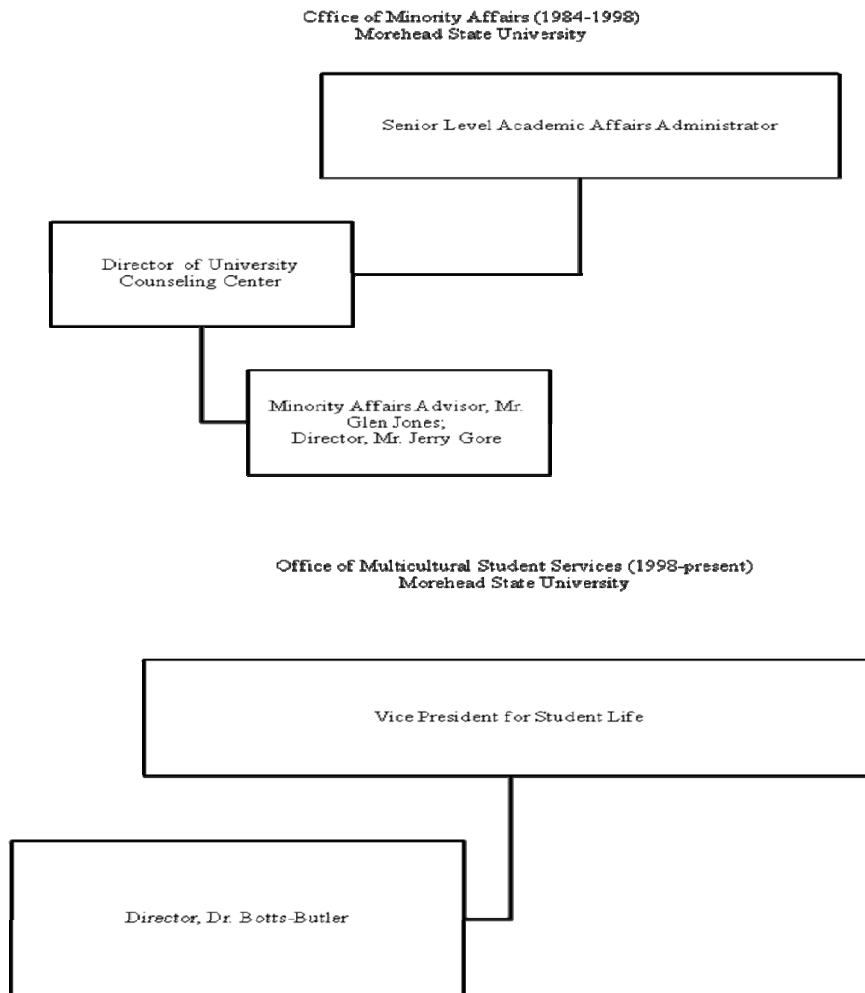 Cffice of Minority Affairs (1984-1998)
Morehead State University
Senior Level Academic Affairs Administrator
Director of University
Counseling Center
Minority Affairs Advisor, Mr.
Glen Jones;
Director, Mr. Jerry Gore
Office of Multicultural Student Services (1998-present)
Morehead State University
Vice President for Student Life
Director, Dr. Botts-Butler